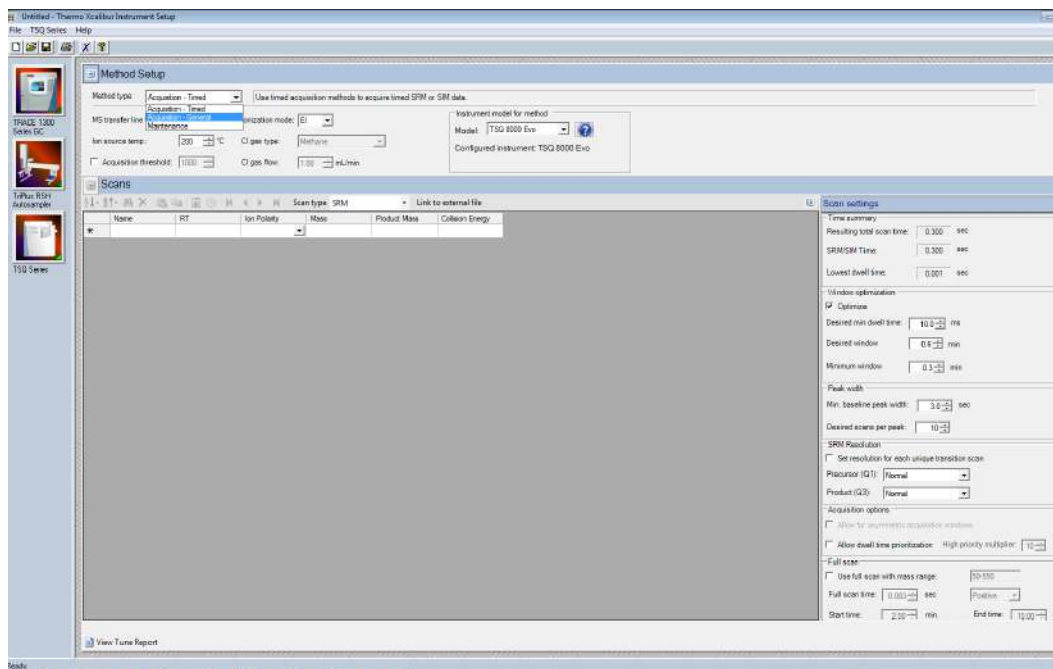 Untitled - Thermo Xcalibur Instrument Setup
File TSQ Series Help
TRACE 1300 Series GC
TriPlus RSH Autosampler
TSQ Series
Method Setup
Method type: Acquisition - Timed Use timed acquisition methods to acquire timed SRM or SIM data.
Acquisition - Timed
Acquisition - General
Maintenance
MS transfer line onization mode: EI
Ion source temp: 200 °C CI gas type: Methane
Acquisition threshold: 1000 CI gas flow: 1.00 mL/min
Instrument model for method
Model: TSQ 8000 Evo
Configured instrument: TSQ 8000 Evo
Scans
Scan type SRM Link to external file
Name RT Ion Polarity Mass Product Mass Collision Energy
Scan settings
Time summary
Resulting total scan time: 0.300 sec
SRM/SIM Time: 0.300 sec
Lowest dwell time: 0.001 sec
Window optimization
Optimize
Desired min dwell time: 10.0 ms
Desired window 0.6 min
Minimum window 0.3 min
Peak width
Min. baseline peak width: 3.0 sec
Desired scans per peak: 10
SRM Resolution
Set resolution for each unique transition scan
Precursor (Q1): Normal
Product (Q3): Normal
Acquisition options
Allow for asymmetric acquisition windows
Allow dwell time prioritization High priority multiplier: 10
Full scan
Use full scan with mass range: 50-550
Full scan time: 0.003 sec Positive
Start time: 2.00 min End time: 10.00
View Tune Report
Ready